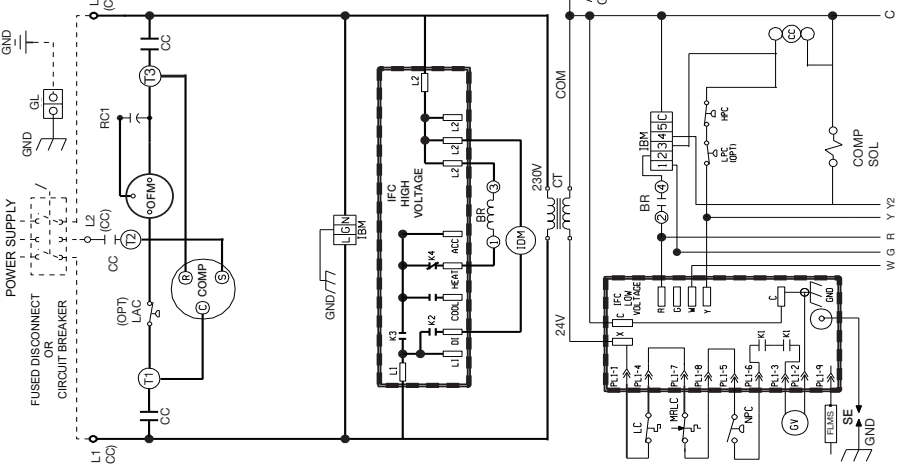 POWER SUPPLY
FUSED DISCONNECT
OR
CIRCUIT BREAKER
GND
GL
GND
L2
(CC)
CC
T2
L1
CC)
CC
T1
(OPT)
LAC
OFM
RC1
T3
CC
COMP
R
S
C
GND
L G N
IBM
IFC
HIGH
VOLTAGE
L1
K3
K2
K4
L1
DI
COOL
HEAT
ACC
L2
L2
L2
L2
BR
1
3
IDM
230V
24V
CT
COM
IFC
LOW
VOLTAGE
X
C
R
G
W
Y
C
GND
PL1-1
PL1-4
PL1-7
PL1-8
PL1-5
PL1-6
PL1-3
PL1-2
PL1-9
K1
K1
LC
MRLC
NPC
GV
FLMS
SE
GND
BR
2
4
IBM
1 2 3 4 5 C
LPC
(OPT)
HPC
CC
COMP
SOL
C
Y2
Y
R
G
W